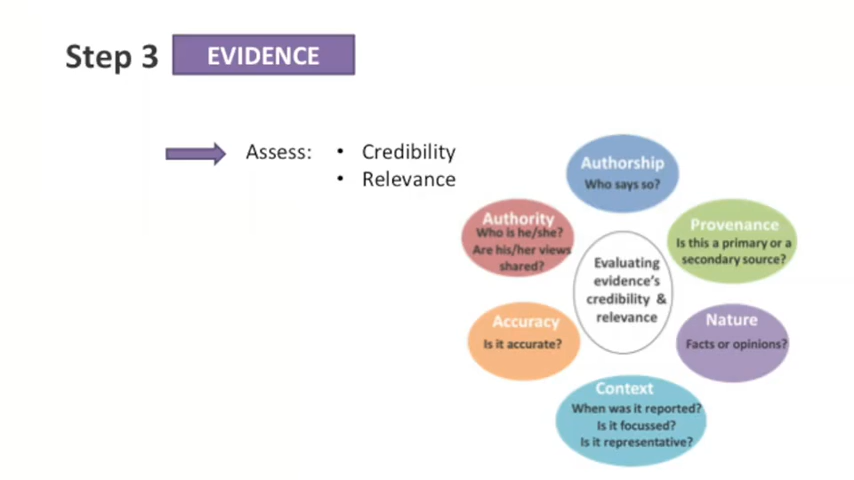 Step 3
EVIDENCE
Assess:
• Credibility
• Relevance
Authorship
Who says so?
Authority
Who is he/she?
Are his/her views
shared?
Provenance
Is this a primary or a
secondary source?
Evaluating
evidence's
credibility &
relevance
Accuracy
Is it accurate?
Nature
Facts or opinions?
Context
When was it reported?
Is it focussed?
Is it representative?